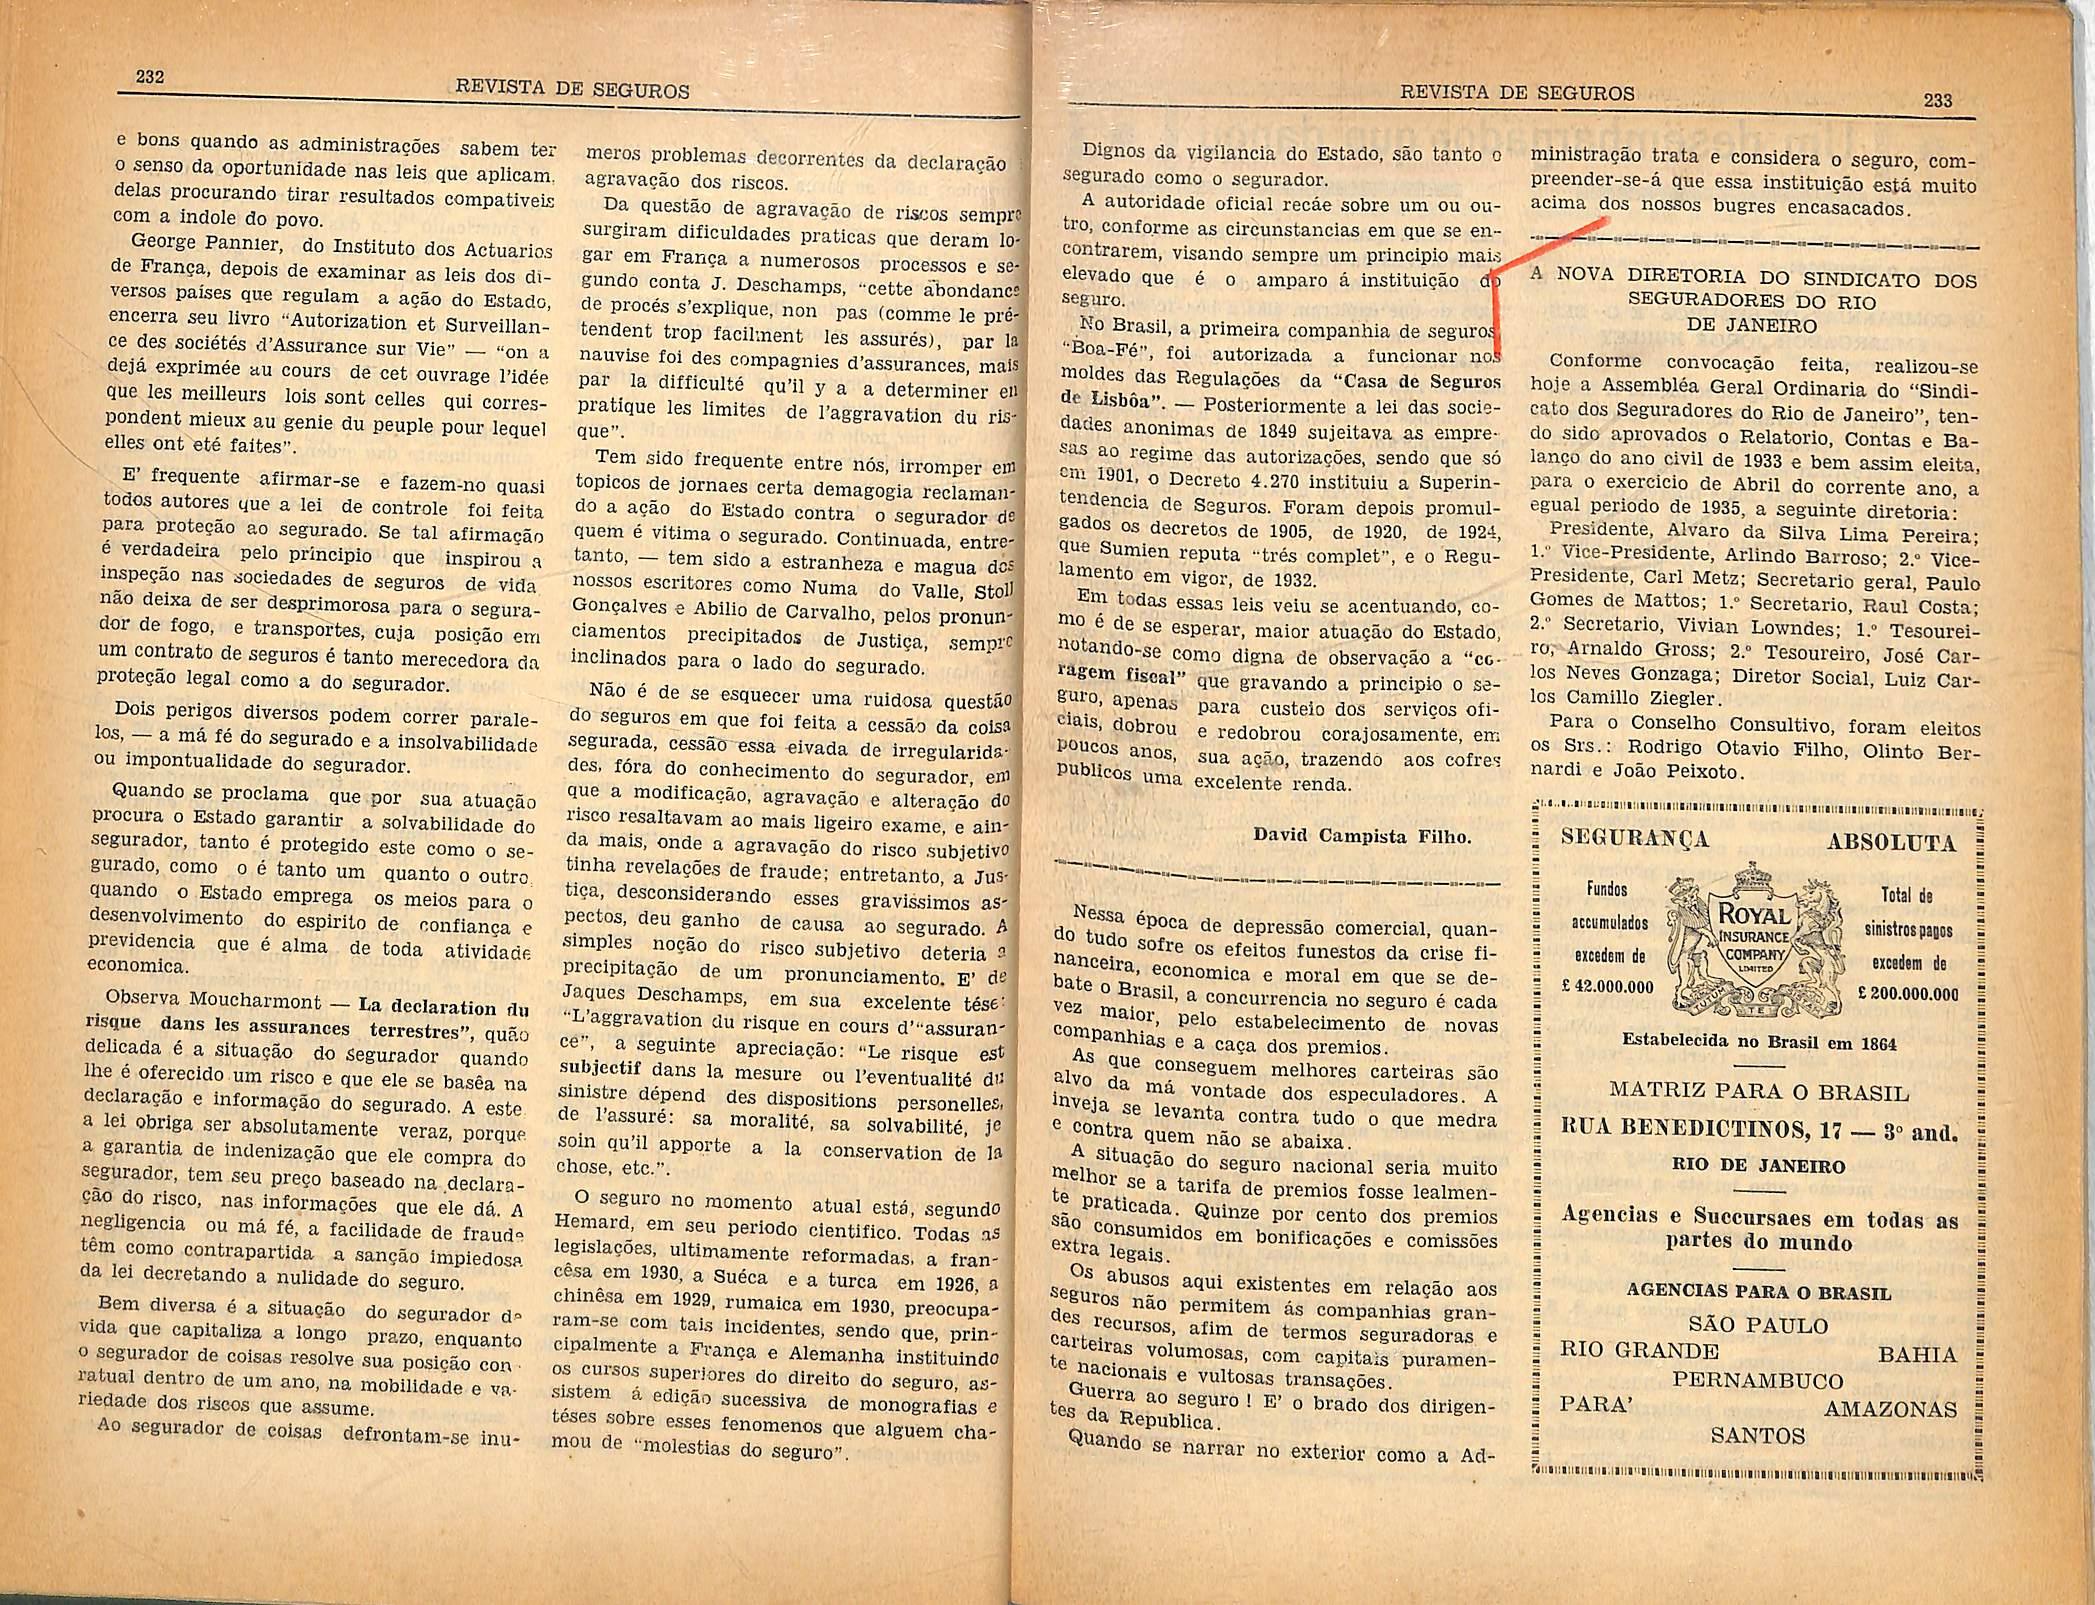 232
REVISTA DE SEGUROS
e bons quando as administrações sabem ter
o senso da oportunidade nas leis que aplicam.
delas procurando tirar resultados compativeis
com a indole do povo.
George Pannier, do Instituto dos Actuarios
de França, depois de examinar as leis dos di-
versos países que regulam a ação do Estado,
encerra seu livro “Autorization et Surveillan-
ce des sociétés d’Assurance sur Vie” — “on a
dejá exprimée au cours de cet ouvrage l’idée
que les meilleurs lois sont celles qui corres-
pondent mieux au genie du peuple pour lequel
elles ont eté faites”.
E’ frequente afirmar-se e fazem-no quasi
todos autores que a lei de controle foi feita
para proteção ao segurado. Se tal afirmação
é verdadeira pelo principio que inspirou a
inspeção nas sociedades de seguros de vida
não deixa de ser desprimorosa para o segura-
dor de fogo, e transportes, cuja posição em
um contrato de seguros é tanto merecedora da
proteção legal como a do segurador.
Dois perigos diversos podem correr parale-
los, — a má fé do segurado e a insolvabilidade
ou impontualidade do segurador.
Quando se proclama que por sua atuação
procura o Estado garantir a solvabilidade do
segurador, tanto é protegido este como o se-
gurado, como o é tanto um quanto o outro
quando o Estado emprega os meios para o
desenvolvimento do espirito de confiança e
previdencia que é alma de toda atividade
economica.
Observa Moucharmont — La declaration du
risque dans les assurances terrestres”, quão
delicada é a situação do segurador quando
lhe é oferecido um risco e que ele se basêa na
declaração e informação do segurado. A este
a lei obriga ser absolutamente veraz, porque
a garantia de indenização que ele compra do
segurador, tem seu preço baseado na declara-
ção do risco, nas informações que ele dá. A
negligencia ou má fé, a facilidade de fraude
têm como contrapartida a sanção impiedosa
da lei decretando a nulidade do seguro.
Bem diversa é a situação do segurador de
vida que capitaliza a longo prazo, enquanto
o segurador de coisas resolve sua posição con-
ratual dentro de um ano, na mobilidade e va-
riedade dos riscos que assume.
Ao segurador de coisas defrontam-se inu-
meros problemas decorrentes da declaração
agravação dos riscos.
Da questão de agravação de riscos sempre
surgiram dificuldades praticas que deram lo-
gar em França a numerosos processos e se-
gundo conta J. Deschamps, “cette abondance
de procés s’explique, non pas (comme le pré-
tendent trop facilment les assurés), par la
nauvise foi des compagnies d’assurances, mais
par la difficulté qu’il y a a determiner en
pratique les limites de l’aggravation du ris-
que”.
Tem sido frequente entre nós, irromper em
topicos de jornaes certa demagogia reclaman-
do a ação do Estado contra o segurador de
quem é vitima o segurado. Continuada, entre-
tanto, — tem sido a estranheza e magua dos
nossos escritores como Numa do Valle, Stoll
Gonçalves e Abilio de Carvalho, pelos pronun-
ciamentos precipitados de Justiça, sempre
inclinados para o lado do segurado.
Não é de se esquecer uma ruidosa questão
do seguros em que foi feita a cessão da coisa
segurada, cessão essa eivada de irregularida-
des, fóra do conhecimento do segurador, em
que a modificação, agravação e alteração do
risco resaltavam ao mais ligeiro exame, e ain-
da mais, onde a agravação do risco subjetivo
tinha revelações de fraude; entretanto, a Jus-
tiça, desconsiderando esses gravissimos as-
pectos, deu ganho de causa ao segurado. A
simples noção do risco subjetivo deteria a
precipitação de um pronunciamento. E’ de
Jaques Deschamps, em sua excelente tése:
“L’aggravation du risque en cours d’“assuran-
ce”, a seguinte apreciação: “Le risque est
subjectif dans la mesure ou l’eventualité du
sinistre dépend des dispositions personelles,
de l’assuré: sa moralité, sa solvabilité, je
soin qu’il apporte a la conservation de la
chose, etc.”.
O seguro no momento atual está, segundo
Hemard, em seu periodo cientifico. Todas as
legislações, ultimamente reformadas, a fran-
cêsa em 1930, a Suéca e a turca em 1926, a
chinêsa em 1929, rumaica em 1930, preocupa-
ram-se com tais incidentes, sendo que, prin-
cipalmente a França e Alemanha instituindo
os cursos superiores do direito do seguro, as-
sistem á edição sucessiva de monografias e
téses sobre esses fenomenos que alguem cha-
mou de “molestias do seguro”.
REVISTA DE SEGUROS
233
Dignos da vigilancia do Estado, são tanto o
segurado como o segurador.
A autoridade oficial recáe sobre um ou ou-
tro, conforme as circunstancias em que se en-
contrarem, visando sempre um principio mais
elevado que é o amparo á instituição do
seguro.
No Brasil, a primeira companhia de seguros
“Boa-Fé”, foi autorizada a funcionar nos
moldes das Regulações da “Casa de Seguros
de Lisbôa”. — Posteriormente a lei das socie-
dades anonimas de 1849 sujeitava as empre-
sas ao regime das autorizações, sendo que só
em 1901, o Decreto 4.270 instituiu a Superin-
tendencia de Seguros. Foram depois promul-
gados os decretos de 1905, de 1920, de 1924,
que Sumien reputa “trés complet”, e o Regu-
lamento em vigor, de 1932.
Em todas essas leis veiu se acentuando, co-
mo é de se esperar, maior atuação do Estado,
notando-se como digna de observação a “co-
ragem fiscal” que gravando a principio o se-
guro, apenas para custeio dos serviços ofi-
ciais, dobrou e redobrou corajosamente, em
poucos anos, sua ação, trazendo aos cofres
publicos uma excelente renda.
David Campista Filho.
Nessa época de depressão comercial, quan-
do tudo sofre os efeitos funestos da crise fi-
nanceira, economica e moral em que se de-
bate o Brasil, a concurrencia no seguro é cada
vez maior, pelo estabelecimento de novas
companhias e a caça dos premios.
As que conseguem melhores carteiras são
alvo da má vontade dos especuladores. A
inveja se levanta contra tudo o que medra
e contra quem não se abaixa.
A situação do seguro nacional seria muito
melhor se a tarifa de premios fosse lealmen-
te praticada. Quinze por cento dos premios
são consumidos em bonificações e comissões
extra legais.
Os abusos aqui existentes em relação aos
seguros não permitem ás companhias gran-
des recursos, afim de termos seguradoras e
carteiras volumosas, com capitais puramen-
te nacionais e vultosas transações.
Guerra ao seguro ! E’ o brado dos dirigen-
tes da Republica.
Quando se narrar no exterior como a Ad-
ministração trata e considera o seguro, com-
preender-se-á que essa instituição está muito
acima dos nossos bugres encasacados.
A NOVA DIRETORIA DO SINDICATO DOS
SEGURADORES DO RIO
DE JANEIRO
Conforme convocação feita, realizou-se
hoje a Assembléa Geral Ordinaria do “Sindi-
cato dos Seguradores do Rio de Janeiro”, ten-
do sido aprovados o Relatorio, Contas e Ba-
lanço do ano civil de 1933 e bem assim eleita,
para o exercicio de Abril do corrente ano, a
egual periodo de 1935, a seguinte diretoria:
Presidente, Alvaro da Silva Lima Pereira;
1.º Vice-Presidente, Arlindo Barroso; 2.º Vice-
Presidente, Carl Metz; Secretario geral, Paulo
Gomes de Mattos; 1.º Secretario, Raul Costa;
2.º Secretario, Vivian Lowndes; 1.º Tesourei-
ro, Arnaldo Gross; 2.º Tesoureiro, José Car-
los Neves Gonzaga; Diretor Social, Luiz Car-
los Camillo Ziegler.
Para o Conselho Consultivo, foram eleitos
os Srs.: Rodrigo Otavio Filho, Olinto Ber-
nardi e João Peixoto.
SEGURANÇA ABSOLUTA
Fundos
accumulados
excedem de
£ 42.000.000
ROYAL
INSURANCE
COMPANY
LIMITED
Total de
sinistros pagos
excedem de
£ 200.000.000
Estabelecida no Brasil em 1864
MATRIZ PARA O BRASIL
RUA BENEDICTINOS, 17 — 3º and.
RIO DE JANEIRO
Agencias e Succursaes em todas as
partes do mundo
AGENCIAS PARA O BRASIL
SÃO PAULO
RIO GRANDE BAHIA
PERNAMBUCO
PARA’ AMAZONAS
SANTOS